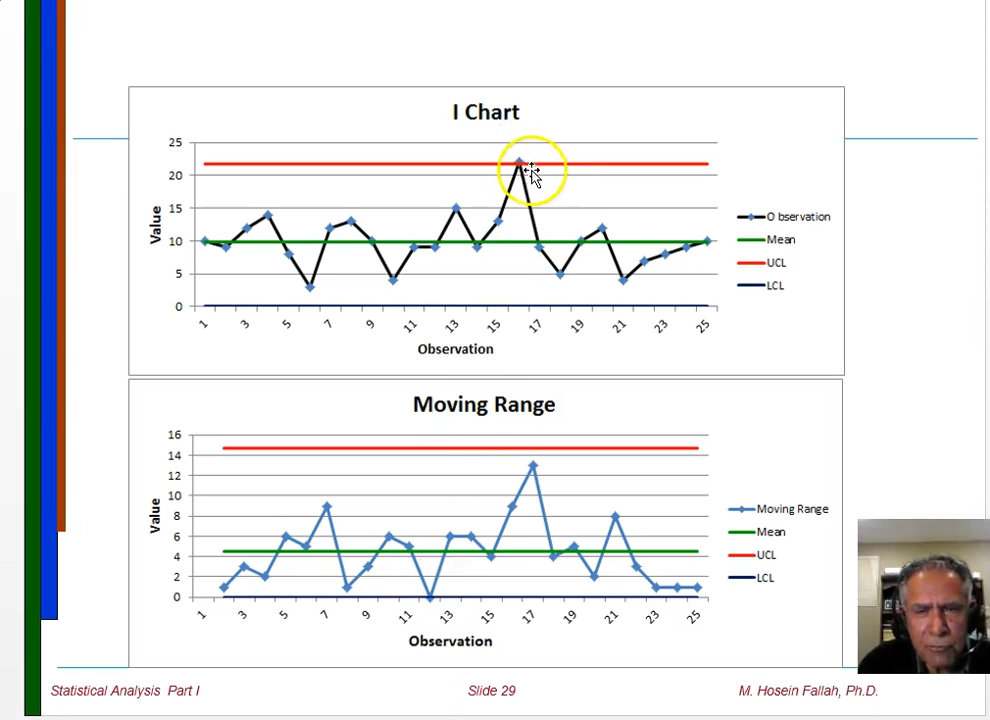 I Chart
25
20
15
10
5
0
Value
1 3 5 7 9 11 13 15 17 19 21 23 25
Observation
O bservation
Mean
UCL
LCL
Moving Range
16
14
12
10
8
6
4
2
0
Value
1 3 5 7 9 11 13 15 17 19 21 23 25
Observation
Moving Range
Mean
UCL
LCL
Statistical Analysis Part I Slide 29 M. Hosein Fallah, Ph.D.